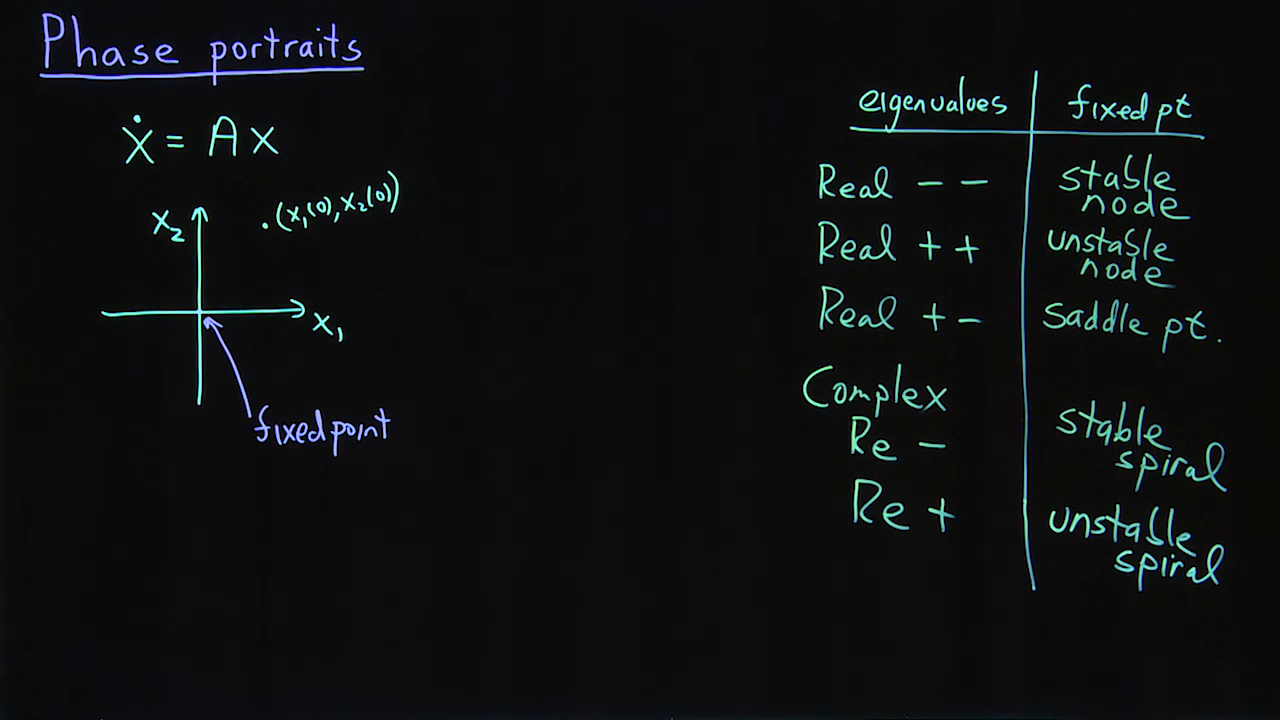 Phase portraits
ẋ = A x
x₂
.(x₁(0), x₂(0))
x₁
fixed point
eigenvalues fixed pt
Real - - stable
node
Real + + unstable
node
Real + - saddle pt.
Complex
Re - stable
spiral
Re + unstable
spiral